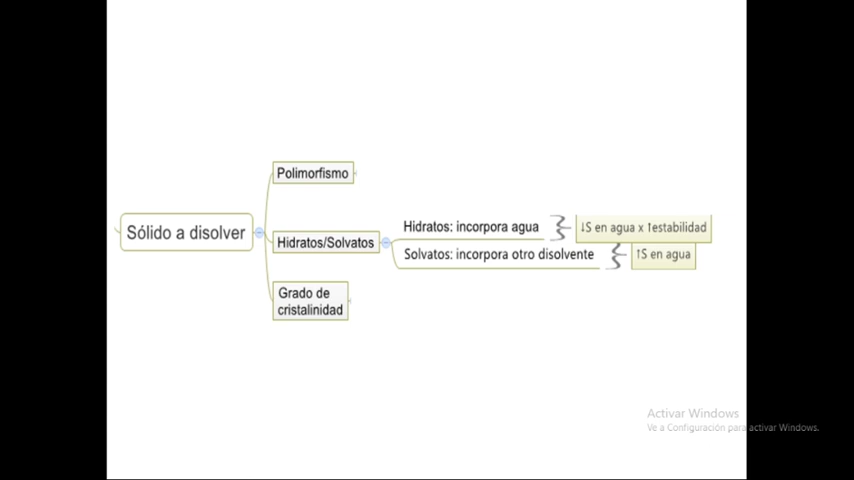 Polimorfismo
Sólido a disolver
Hidratos/Solvatos
Hidratos: incorpora agua
↓S en agua x ↑estabilidad
Solvatos: incorpora otro disolvente
↑S en agua
Grado de
cristalinidad
Activar Windows
Ve a Configuración para activar Windows.